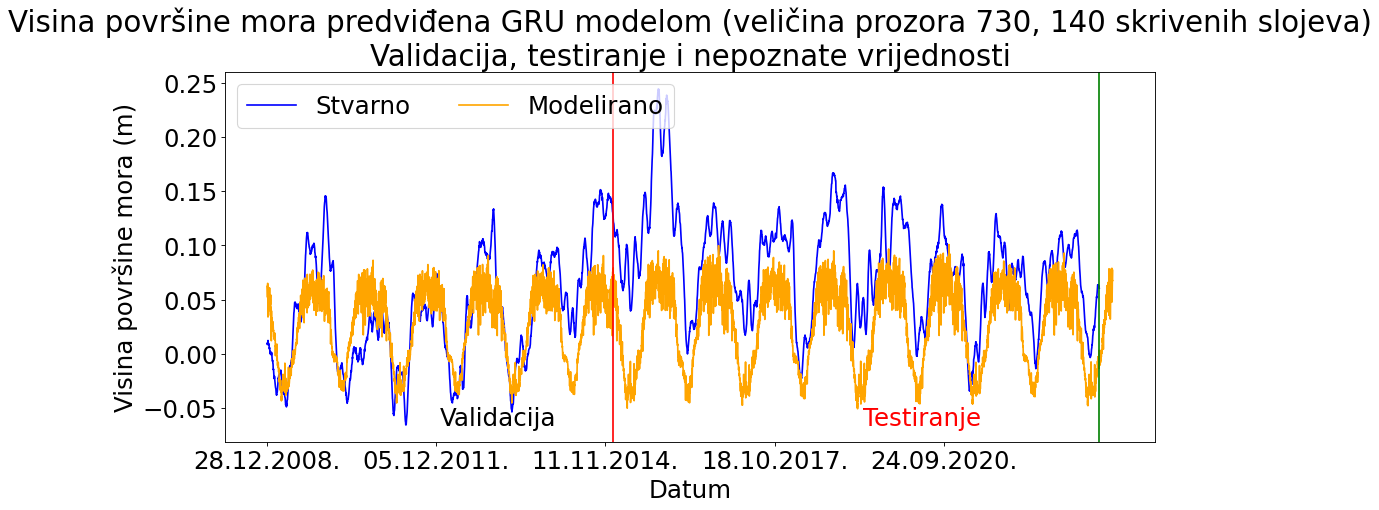 Visina površine mora predviđena GRU modelom (veličina prozora 730, 140 skrivenih slojeva)
Validacija, testiranje i nepoznate vrijednosti
Stvarno
Modelirano
Visina površine mora (m)
0.25
0.20
0.15
0.10
0.05
0.00
−0.05
Validacija
Testiranje
28.12.2008.
05.12.2011.
11.11.2014.
18.10.2017.
24.09.2020.
Datum